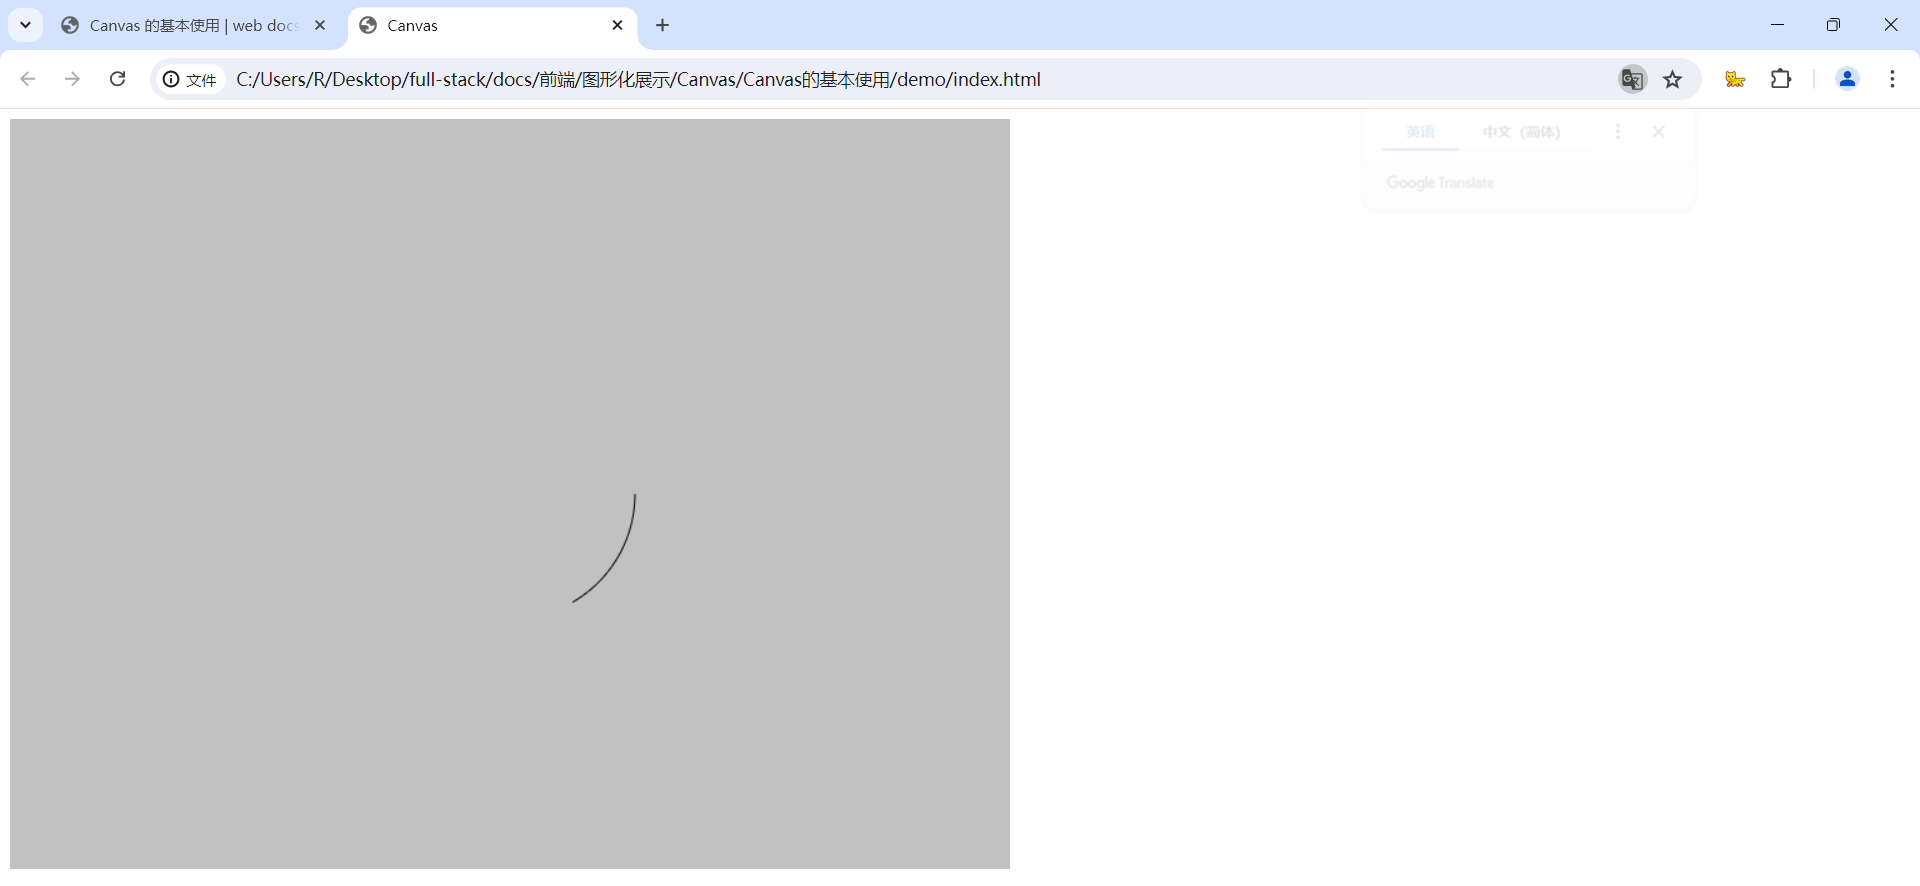 Canvas 的基本使用 | web docs
Canvas
文件
C:/Users/R/Desktop/full-stack/docs/前端/图形化展示/Canvas/Canvas的基本使用/demo/index.html
英语
中文（简体）
Google Translate